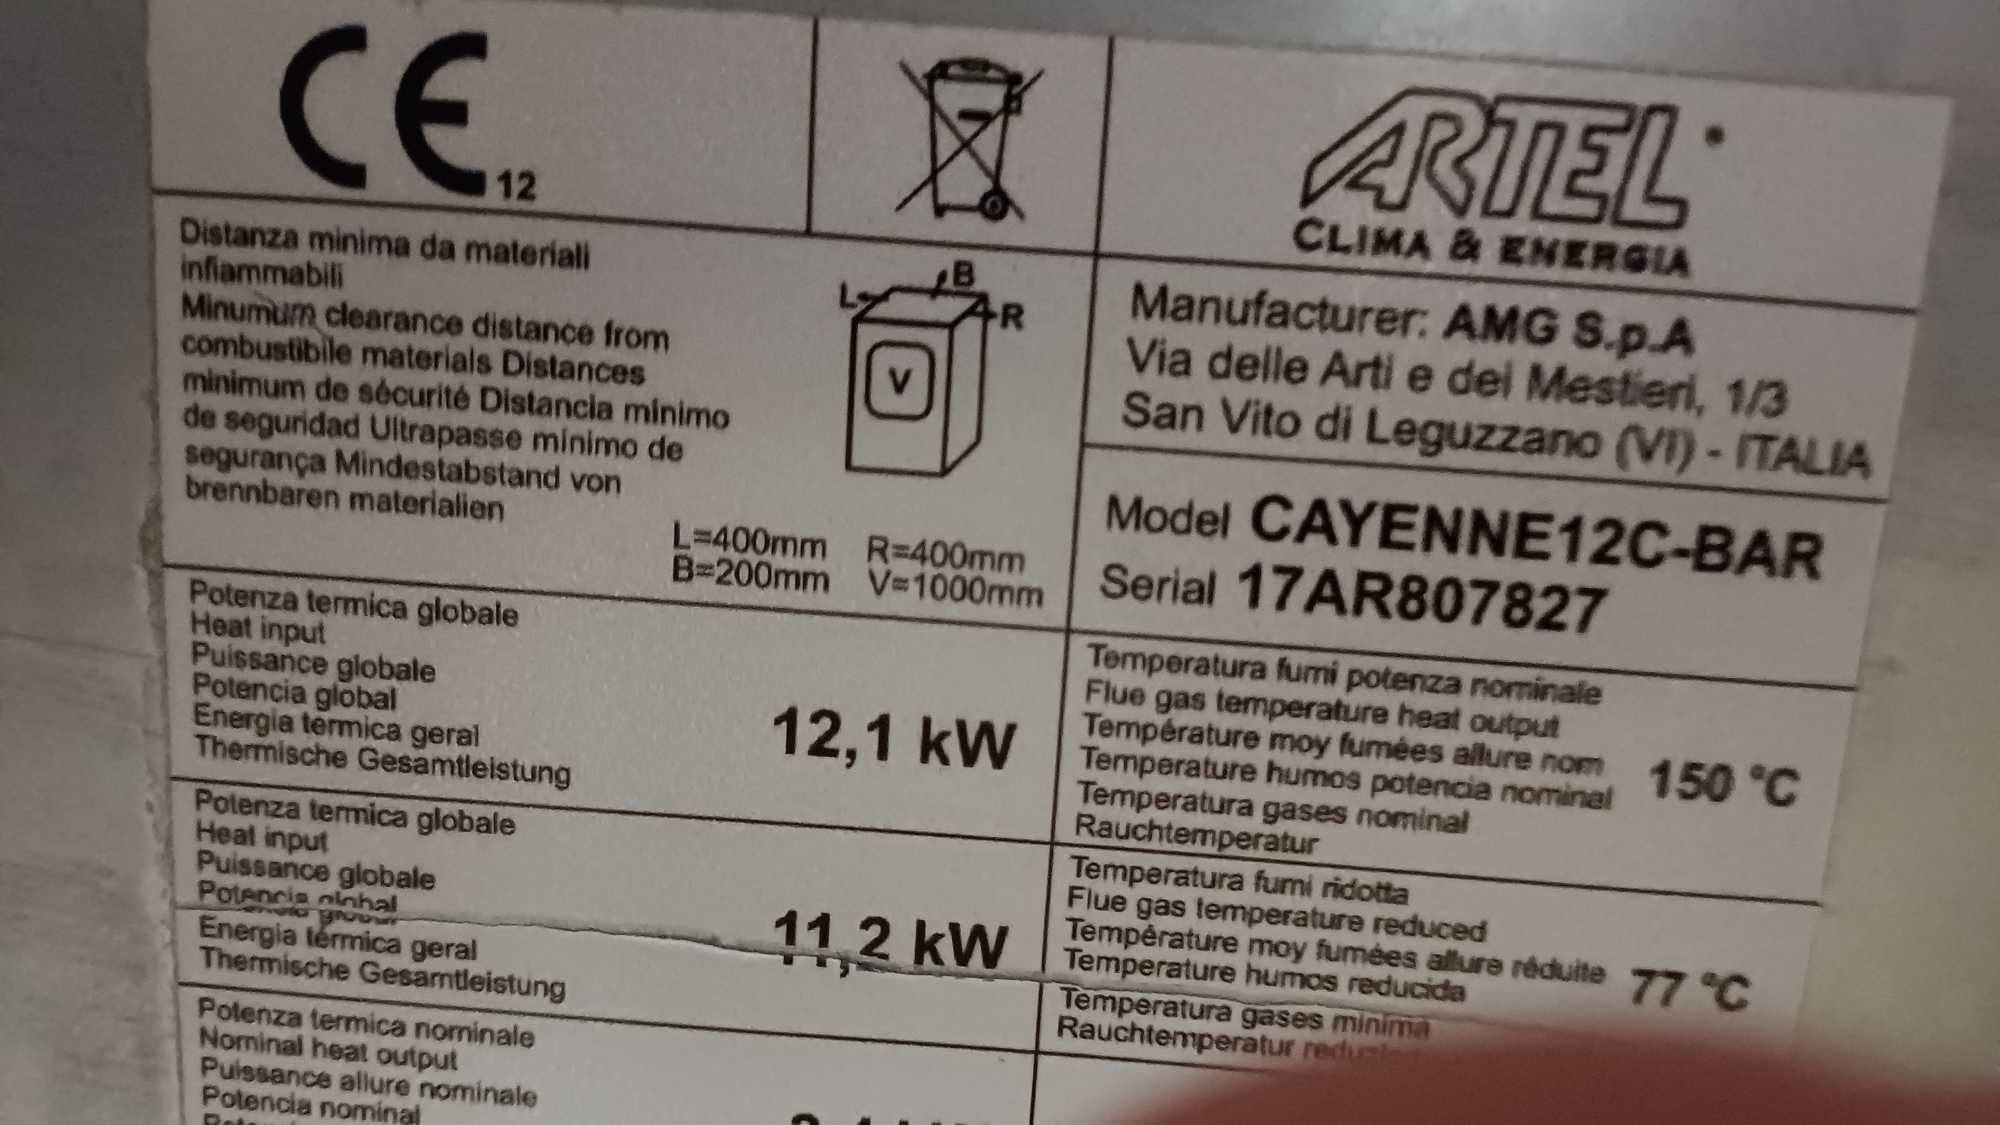 CE 12
ARTEL
CLIMA & ENERGIA
Distanza minima da materiali
infiammabili
Minumum clearance distance from
combustibile materials Distances
minimum de sécurité Distancia minimo
de seguridad Ultrapasse minimo de
segurança Mindestabstand von
brennbaren materialien
L B R
V
L=400mm R=400mm
B=200mm V=1000mm
Manufacturer: AMG S.p.A
Via delle Arti e dei Mestieri, 1/3
San Vito di Leguzzano (VI) - ITALIA
Model CAYENNE12C-BAR
Serial 17AR807827
Potenza termica globale
Heat input
Puissance globale
Potencia global
Energia termica geral
Thermische Gesamtleistung
12,1 kW
Temperatura fumi potenza nominale
Flue gas temperature heat output
Température moy fumées allure nom
Temperature humos potencia nominal
Temperatura gases nominal
Rauchtemperatur
150 °C
Potenza termica globale
Heat input
Puissance globale
Potencia global
Energia térmica geral
Thermische Gesamtleistung
11,2 kW
Temperatura fumi ridotta
Flue gas temperature reduced
Température moy fumées allure réduite
Temperature humos reducida
Temperatura gases minima
Rauchtemperatur
77 °C
Potenza termica nominale
Nominal heat output
Puissance allure nominale
Potencia nominal